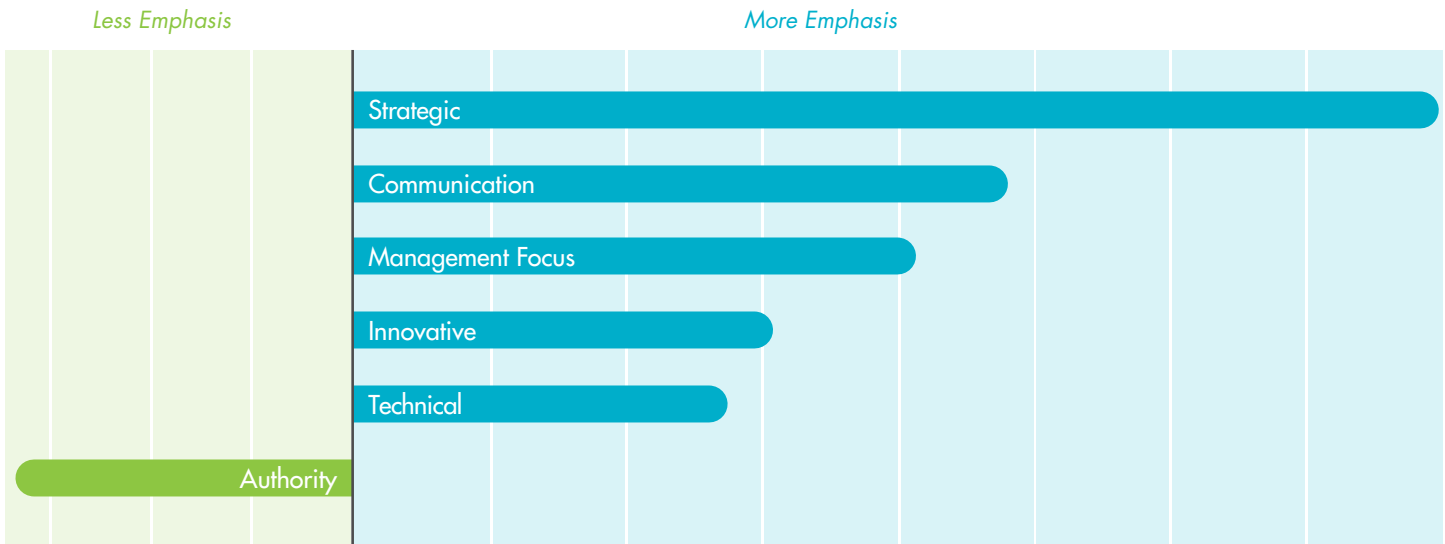 Less Emphasis
More Emphasis
Strategic
Communication
Management Focus
Innovative
Technical
Authority